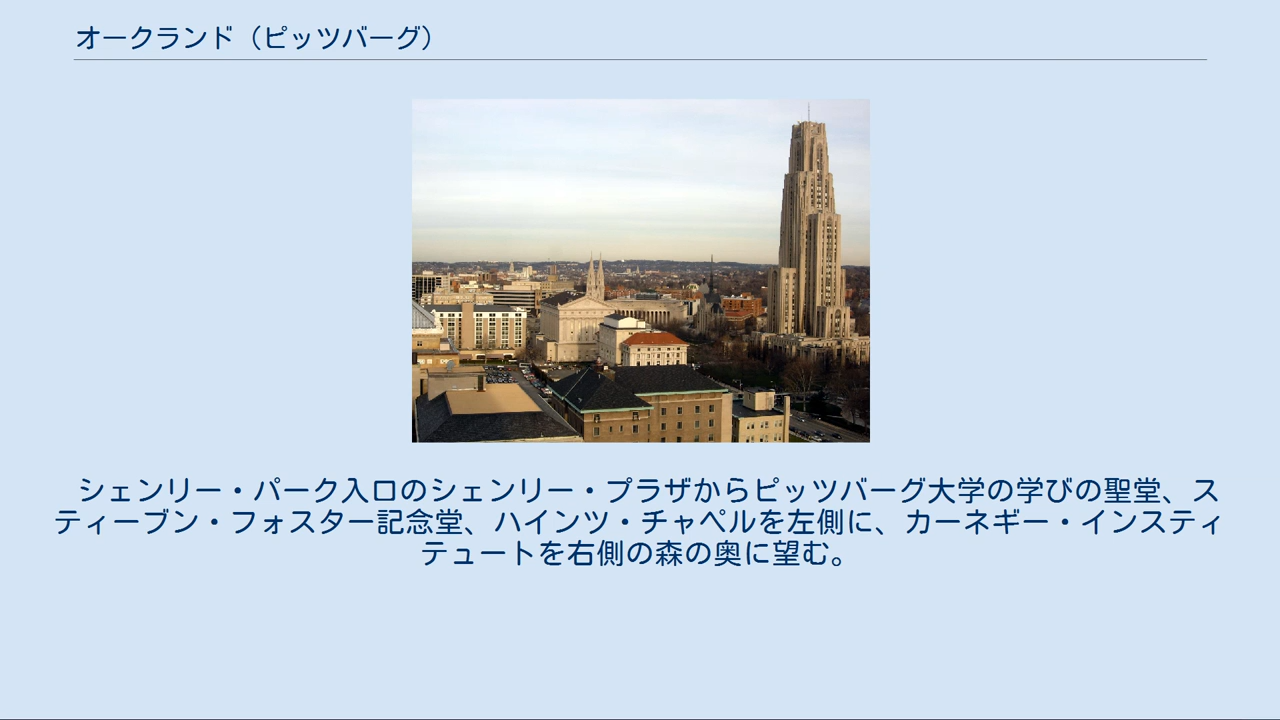 オークランド（ピッツバーグ）
シェンリー・パーク入口のシェンリー・プラザからピッツバーグ大学の学びの聖堂、ス
ティーブン・フォスター記念堂、ハインツ・チャペルを左側に、カーネギー・インスティ
テュートを右側の森の奥に望む。